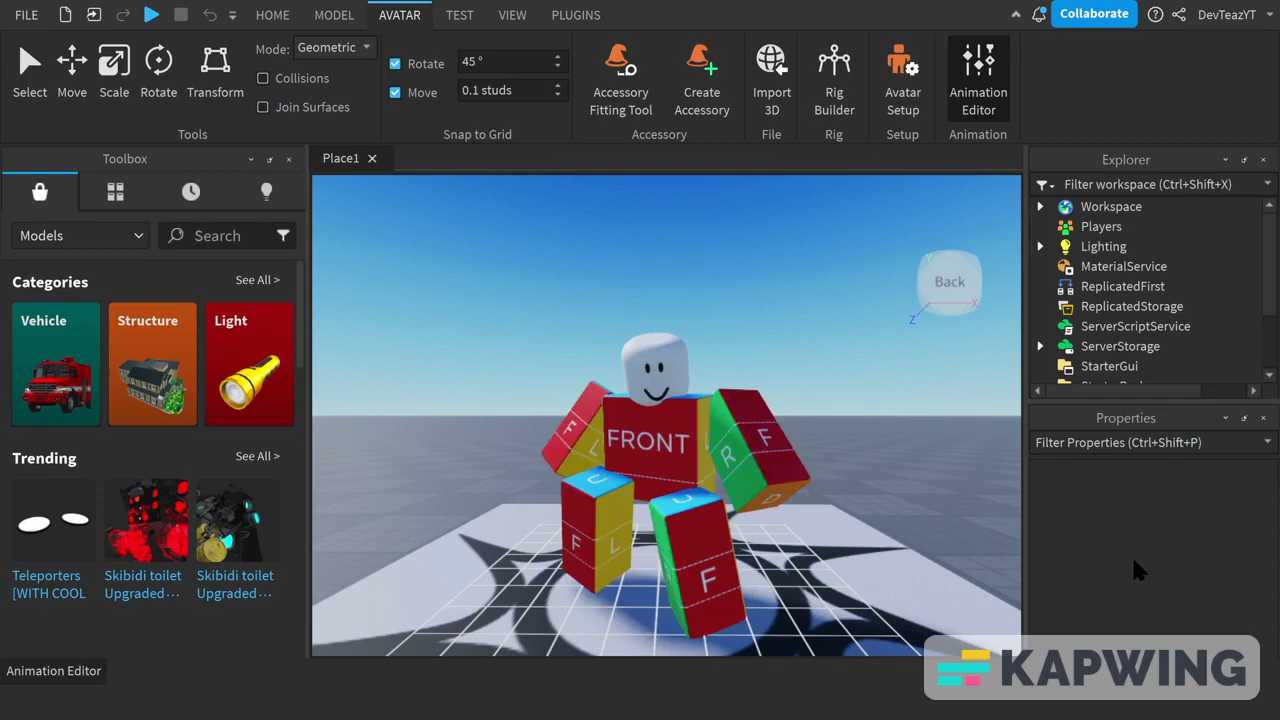 FILE
HOME
MODEL
AVATAR
TEST
VIEW
PLUGINS
Collaborate
DevTeazYT
Select
Move
Scale
Rotate
Transform
Mode:
Geometric
Collisions
Join Surfaces
Tools
Rotate
45 °
Move
0.1 studs
Snap to Grid
Accessory
Fitting Tool
Create
Accessory
Accessory
Import
3D
File
Rig
Builder
Rig
Avatar
Setup
Setup
Animation
Editor
Animation
Toolbox
Models
Search
Categories
See All >
Vehicle
Structure
Light
Trending
See All >
Teleporters
[WITH COOL
Skibidi toilet
Upgraded...
Skibidi toilet
Upgraded...
Animation Editor
Place1
Back
Y
X
Z
FRONT
F
L
L
R
F
D
U
F
L
U
F
Explorer
Filter workspace (Ctrl+Shift+X)
Workspace
Players
Lighting
MaterialService
ReplicatedFirst
ReplicatedStorage
ServerScriptService
ServerStorage
StarterGui
Properties
Filter Properties (Ctrl+Shift+P)
KAPWING